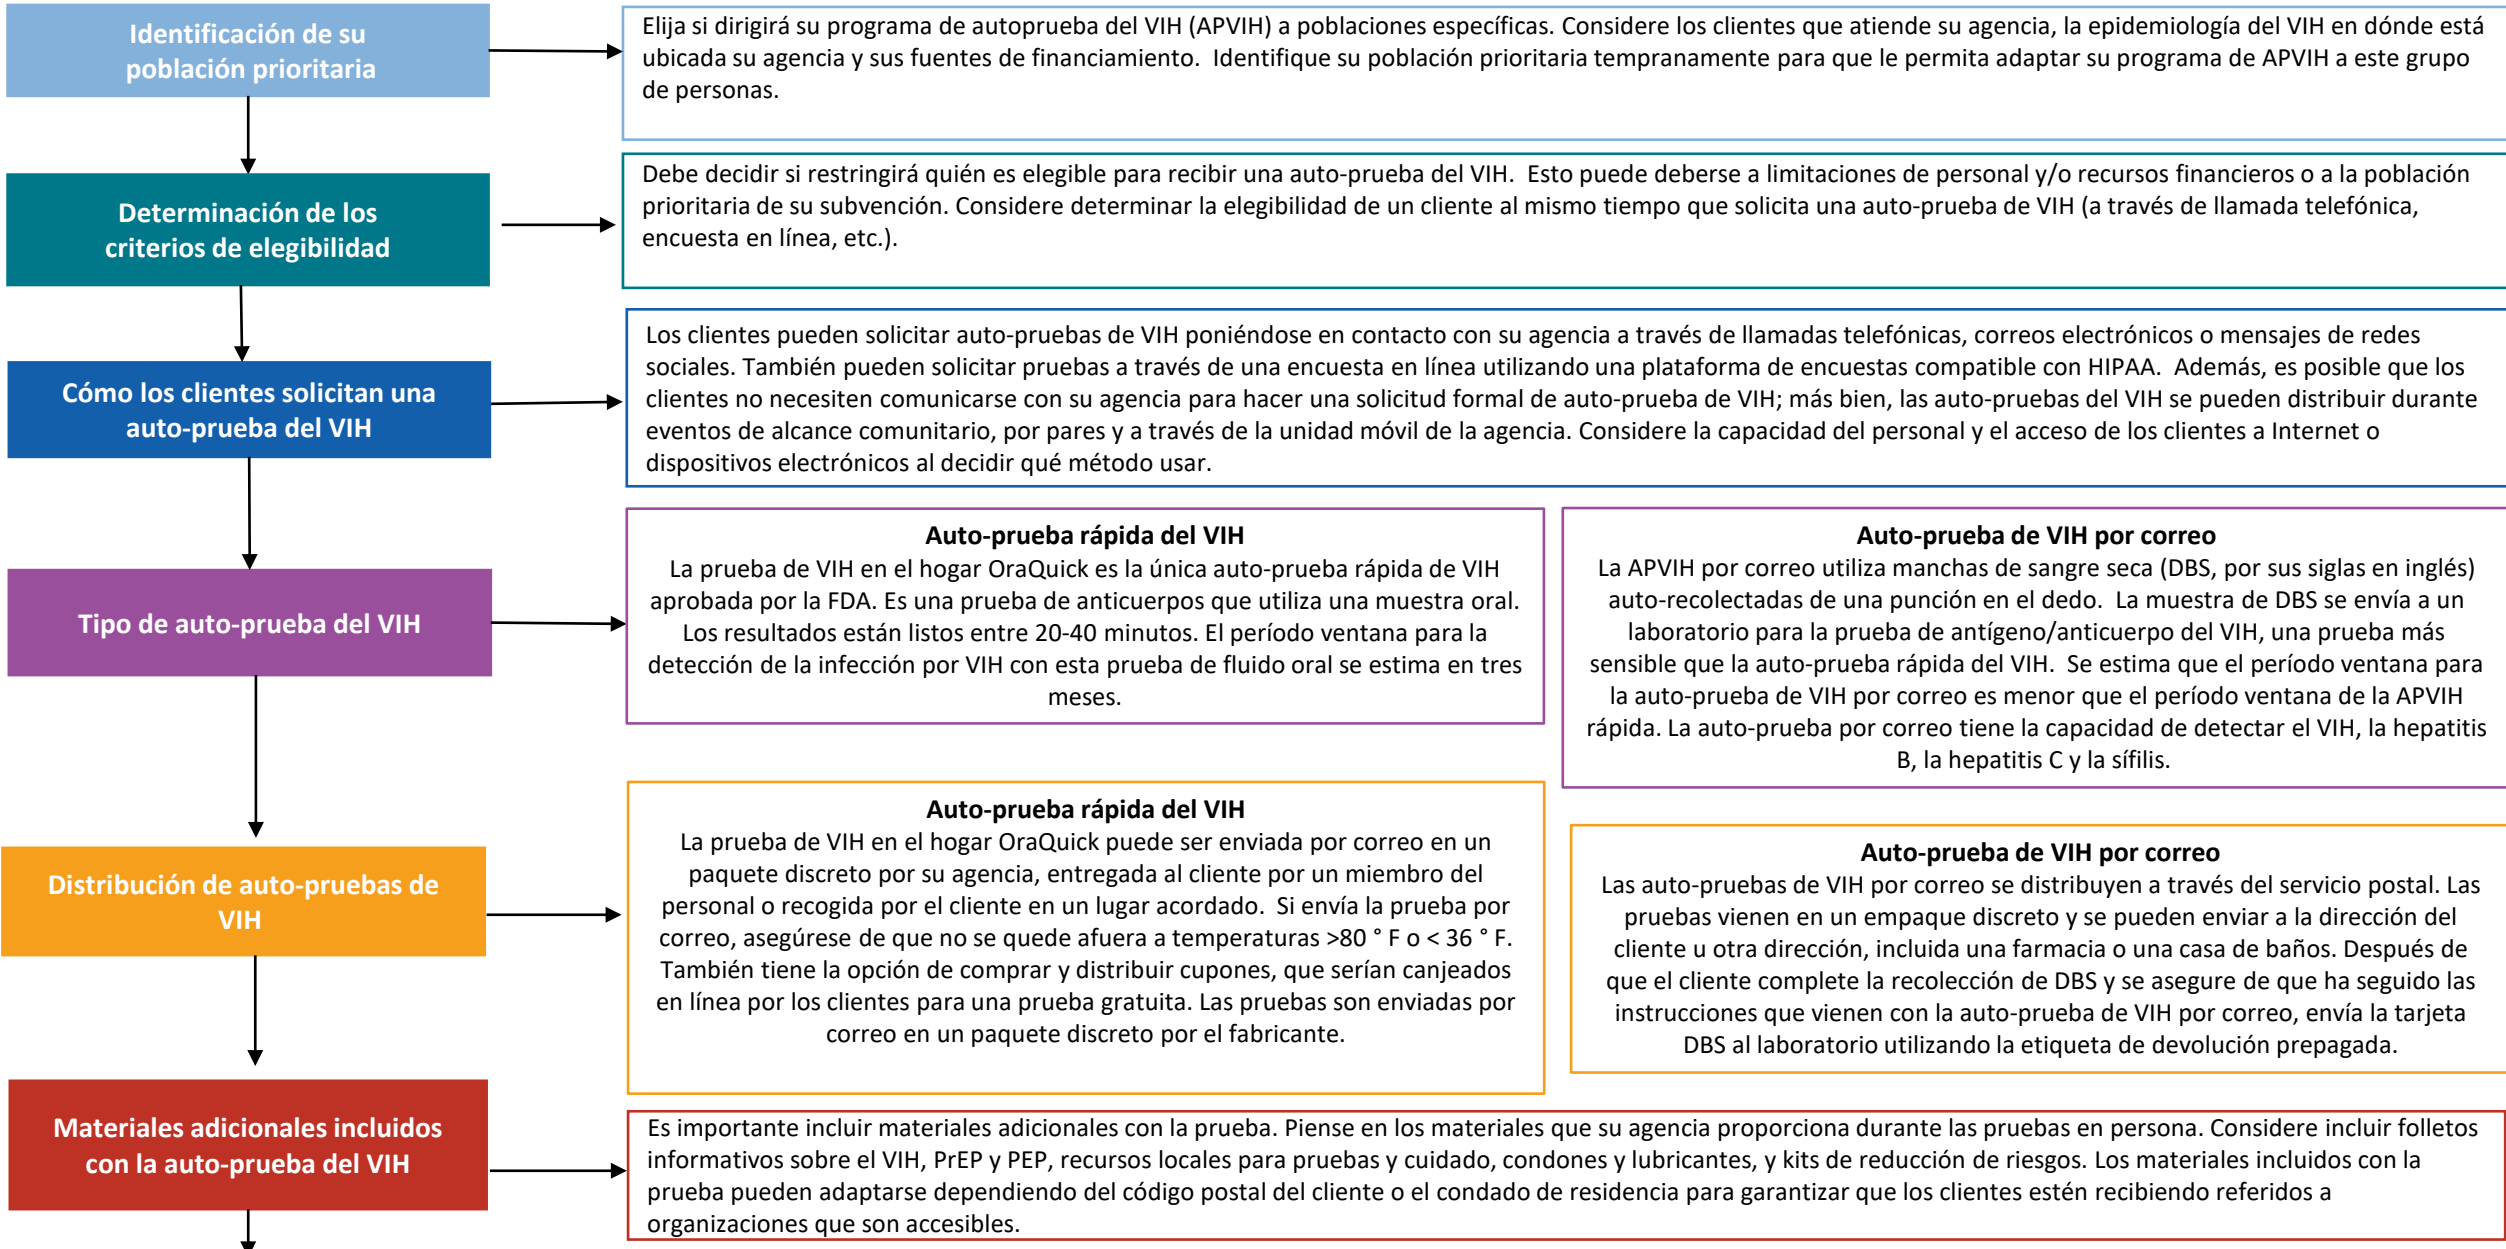 Identificación de su
población prioritaria
Elija si dirigirá su programa de autoprueba del VIH (APVIH) a poblaciones específicas. Considere los clientes que atiende su agencia, la epidemiología del VIH en dónde está
ubicada su agencia y sus fuentes de financiamiento. Identifique su población prioritaria tempranamente para que le permita adaptar su programa de APVIH a este grupo
de personas.
Determinación de los
criterios de elegibilidad
Debe decidir si restringirá quién es elegible para recibir una auto-prueba del VIH. Esto puede deberse a limitaciones de personal y/o recursos financieros o a la población
prioritaria de su subvención. Considere determinar la elegibilidad de un cliente al mismo tiempo que solicita una auto-prueba de VIH (a través de llamada telefónica,
encuesta en línea, etc.).
Cómo los clientes solicitan una
auto-prueba del VIH
Los clientes pueden solicitar auto-pruebas de VIH poniéndose en contacto con su agencia a través de llamadas telefónicas, correos electrónicos o mensajes de redes
sociales. También pueden solicitar pruebas a través de una encuesta en línea utilizando una plataforma de encuestas compatible con HIPAA. Además, es posible que los
clientes no necesiten comunicarse con su agencia para hacer una solicitud formal de auto-prueba de VIH; más bien, las auto-pruebas del VIH se pueden distribuir durante
eventos de alcance comunitario, por pares y a través de la unidad móvil de la agencia. Considere la capacidad del personal y el acceso de los clientes a Internet o
dispositivos electrónicos al decidir qué método usar.
Tipo de auto-prueba del VIH
Auto-prueba rápida del VIH
La prueba de VIH en el hogar OraQuick es la única auto-prueba rápida de VIH
aprobada por la FDA. Es una prueba de anticuerpos que utiliza una muestra oral.
Los resultados están listos entre 20-40 minutos. El período ventana para la
detección de la infección por VIH con esta prueba de fluido oral se estima en tres
meses.
Auto-prueba de VIH por correo
La APVIH por correo utiliza manchas de sangre seca (DBS, por sus siglas en inglés)
auto-recolectadas de una punción en el dedo. La muestra de DBS se envía a un
laboratorio para la prueba de antígeno/anticuerpo del VIH, una prueba más
sensible que la auto-prueba rápida del VIH. Se estima que el período ventana para
la auto-prueba de VIH por correo es menor que el período ventana de la APVIH
rápida. La auto-prueba por correo tiene la capacidad de detectar el VIH, la hepatitis
B, la hepatitis C y la sífilis.
Distribución de auto-pruebas de
VIH
Auto-prueba rápida del VIH
La prueba de VIH en el hogar OraQuick puede ser enviada por correo en un
paquete discreto por su agencia, entregada al cliente por un miembro del
personal o recogida por el cliente en un lugar acordado. Si envía la prueba por
correo, asegúrese de que no se quede afuera a temperaturas >80 ° F o < 36 ° F.
También tiene la opción de comprar y distribuir cupones, que serían canjeados
en línea por los clientes para una prueba gratuita. Las pruebas son enviadas por
correo en un paquete discreto por el fabricante.
Auto-prueba de VIH por correo
Las auto-pruebas de VIH por correo se distribuyen a través del servicio postal. Las
pruebas vienen en un empaque discreto y se pueden enviar a la dirección del
cliente u otra dirección, incluida una farmacia o una casa de baños. Después de
que el cliente complete la recolección de DBS y se asegure de que ha seguido las
instrucciones que vienen con la auto-prueba de VIH por correo, envía la tarjeta
DBS al laboratorio utilizando la etiqueta de devolución prepagada.
Materiales adicionales incluidos
con la auto-prueba del VIH
Es importante incluir materiales adicionales con la prueba. Piense en los materiales que su agencia proporciona durante las pruebas en persona. Considere incluir folletos
informativos sobre el VIH, PrEP y PEP, recursos locales para pruebas y cuidado, condones y lubricantes, y kits de reducción de riesgos. Los materiales incluidos con la
prueba pueden adaptarse dependiendo del código postal del cliente o el condado de residencia para garantizar que los clientes estén recibiendo referidos a
organizaciones que son accesibles.